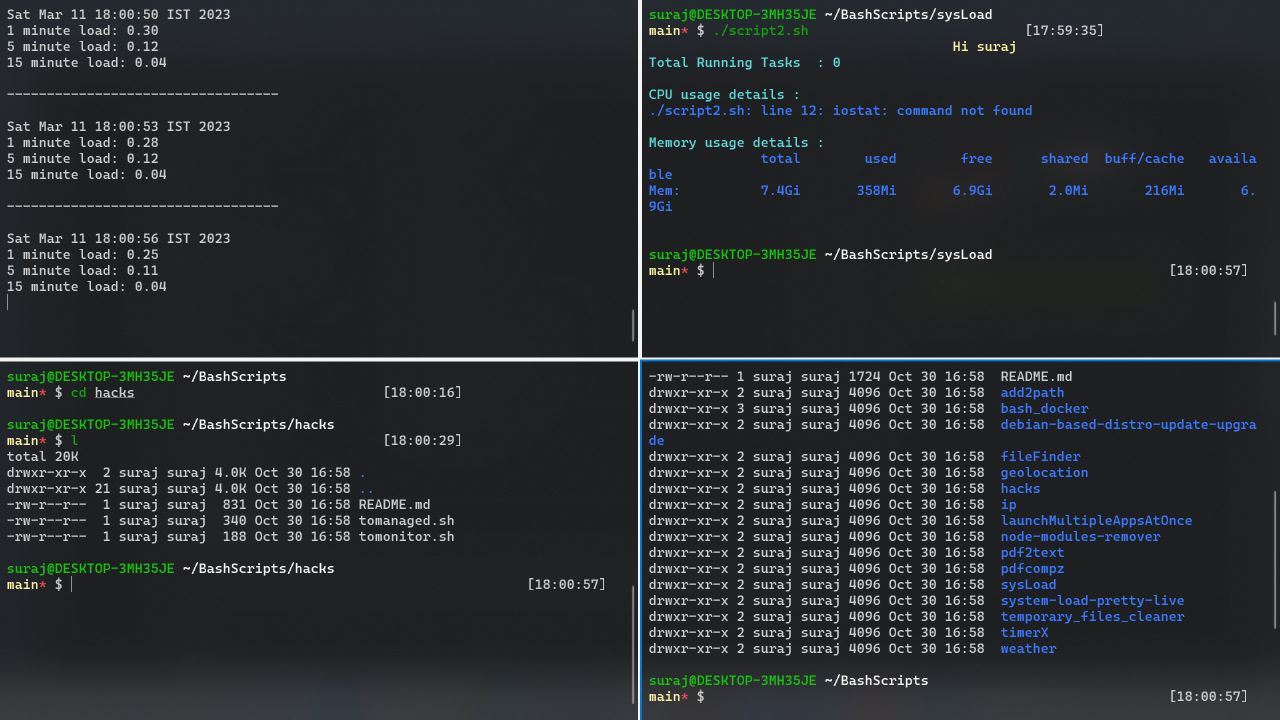 Sat Mar 11 18:00:50 IST 2023
1 minute load: 0.30
5 minute load: 0.12
15 minute load: 0.04
----------------------------------
Sat Mar 11 18:00:53 IST 2023
1 minute load: 0.28
5 minute load: 0.12
15 minute load: 0.04
----------------------------------
Sat Mar 11 18:00:56 IST 2023
1 minute load: 0.25
5 minute load: 0.11
15 minute load: 0.04
suraj@DESKTOP-3MH35JE ~/BashScripts/sysLoad
main* $ ./script2.sh [17:59:35]
Hi suraj
Total Running Tasks  : 0
CPU usage details :
./script2.sh: line 12: iostat: command not found
Memory usage details :
total used free shared buff/cache availa
ble
Mem: 7.4Gi 358Mi 6.9Gi 2.0Mi 216Mi 6.
9Gi
suraj@DESKTOP-3MH35JE ~/BashScripts/sysLoad
main* $ [18:00:57]
suraj@DESKTOP-3MH35JE ~/BashScripts
main* $ cd hacks [18:00:16]
suraj@DESKTOP-3MH35JE ~/BashScripts/hacks
main* $ l [18:00:29]
total 20K
drwxr-xr-x  2 suraj suraj 4.0K Oct 30 16:58 .
drwxr-xr-x 21 suraj suraj 4.0K Oct 30 16:58 ..
-rw-r--r--  1 suraj suraj  831 Oct 30 16:58 README.md
-rw-r--r--  1 suraj suraj  340 Oct 30 16:58 tomanaged.sh
-rw-r--r--  1 suraj suraj  188 Oct 30 16:58 tomonitor.sh
suraj@DESKTOP-3MH35JE ~/BashScripts/hacks
main* $ [18:00:57]
-rw-r--r-- 1 suraj suraj 1724 Oct 30 16:58  README.md
drwxr-xr-x 2 suraj suraj 4096 Oct 30 16:58  add2path
drwxr-xr-x 3 suraj suraj 4096 Oct 30 16:58  bash_docker
drwxr-xr-x 2 suraj suraj 4096 Oct 30 16:58  debian-based-distro-update-upgra
de
drwxr-xr-x 2 suraj suraj 4096 Oct 30 16:58  fileFinder
drwxr-xr-x 2 suraj suraj 4096 Oct 30 16:58  geolocation
drwxr-xr-x 2 suraj suraj 4096 Oct 30 16:58  hacks
drwxr-xr-x 2 suraj suraj 4096 Oct 30 16:58  ip
drwxr-xr-x 2 suraj suraj 4096 Oct 30 16:58  launchMultipleAppsAtOnce
drwxr-xr-x 2 suraj suraj 4096 Oct 30 16:58  node-modules-remover
drwxr-xr-x 2 suraj suraj 4096 Oct 30 16:58  pdf2text
drwxr-xr-x 2 suraj suraj 4096 Oct 30 16:58  pdfcompz
drwxr-xr-x 2 suraj suraj 4096 Oct 30 16:58  sysLoad
drwxr-xr-x 2 suraj suraj 4096 Oct 30 16:58  system-load-pretty-live
drwxr-xr-x 2 suraj suraj 4096 Oct 30 16:58  temporary_files_cleaner
drwxr-xr-x 2 suraj suraj 4096 Oct 30 16:58  timerX
drwxr-xr-x 2 suraj suraj 4096 Oct 30 16:58  weather
suraj@DESKTOP-3MH35JE ~/BashScripts
main* $ [18:00:57]